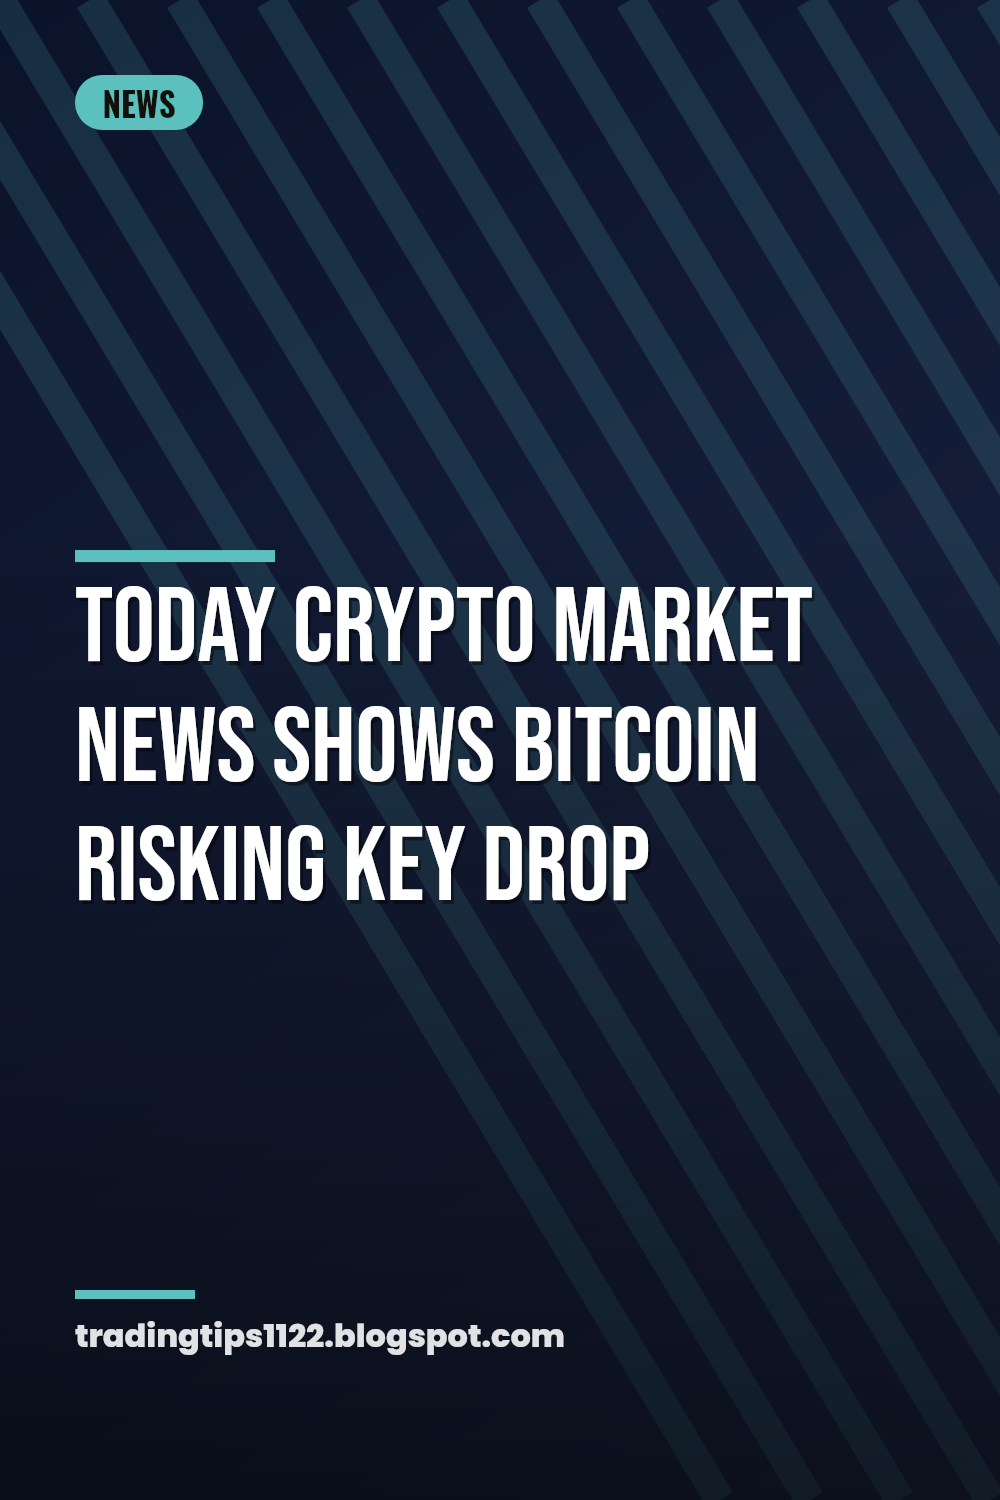 NEWS
TODAY CRYPTO MARKET
NEWS SHOWS BITCOIN
RISKING KEY DROP
tradingtips1122.blogspot.com